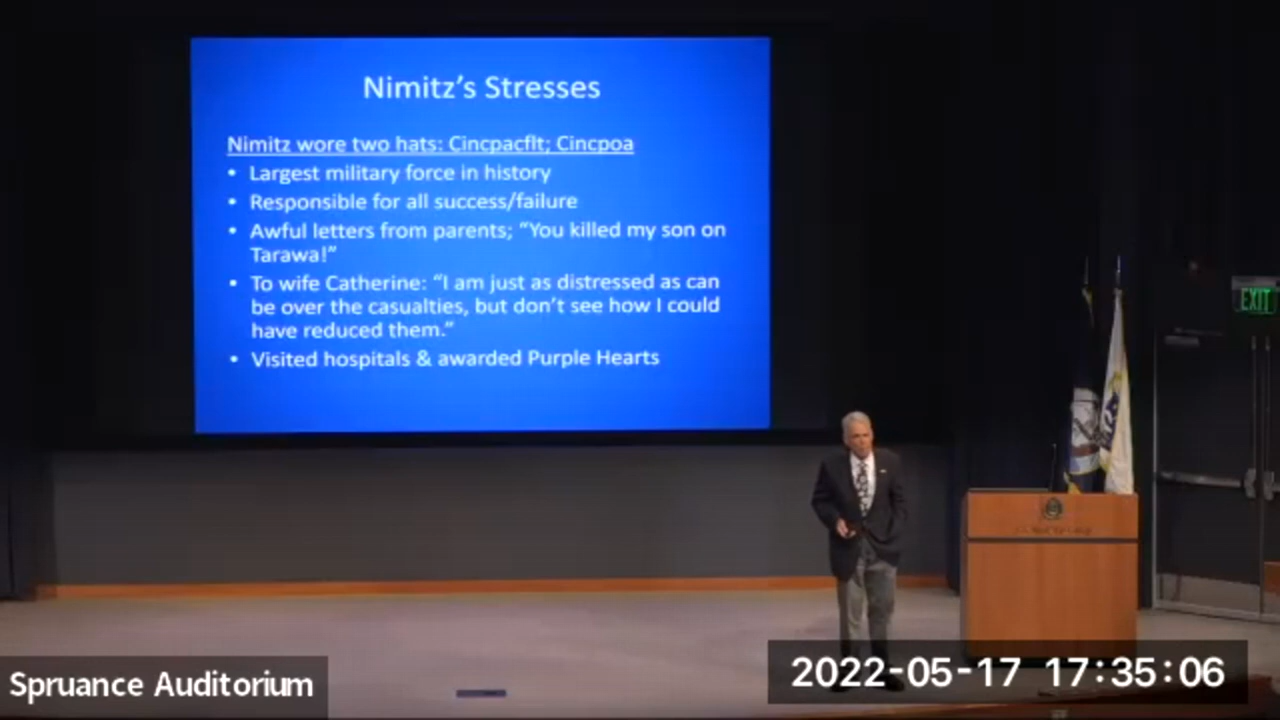 Nimitz's Stresses
Nimitz wore two hats: Cincpacflt; Cincpoa
• Largest military force in history
• Responsible for all success/failure
• Awful letters from parents; “You killed my son on
Tarawa!”
• To wife Catherine: “I am just as distressed as can
be over the casualties, but don’t see how I could
have reduced them.”
• Visited hospitals & awarded Purple Hearts
EXIT
Spruance Auditorium
2022-05-17 17:35:06